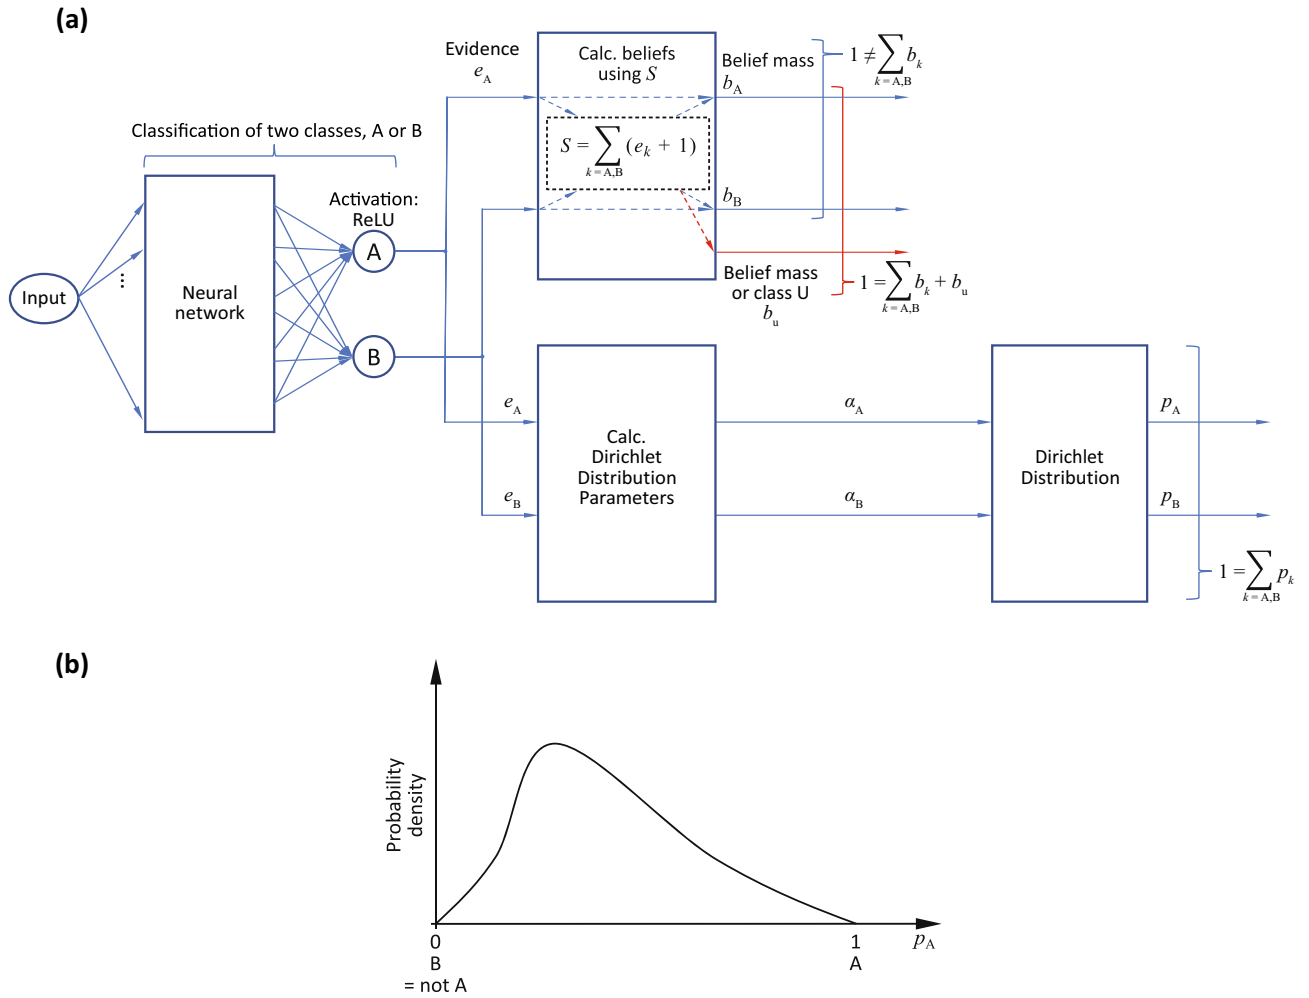 (a)
Classification of two classes, A or B
Input
...
Neural
network
Activation:
ReLU
A
B
Evidence
e_A
Calc. beliefs
using S
S = ∑ (e_k + 1)
k = A,B
Belief mass
b_A
b_B
Belief mass
or class U
b_u
1 ≠ ∑ b_k
k = A,B
1 = ∑ b_k + b_u
k = A,B
e_A
e_B
Calc.
Dirichlet
Distribution
Parameters
α_A
α_B
Dirichlet
Distribution
p_A
p_B
1 = ∑ p_k
k = A,B
(b)
Probability
density
0
B
= not A
1
A
p_A